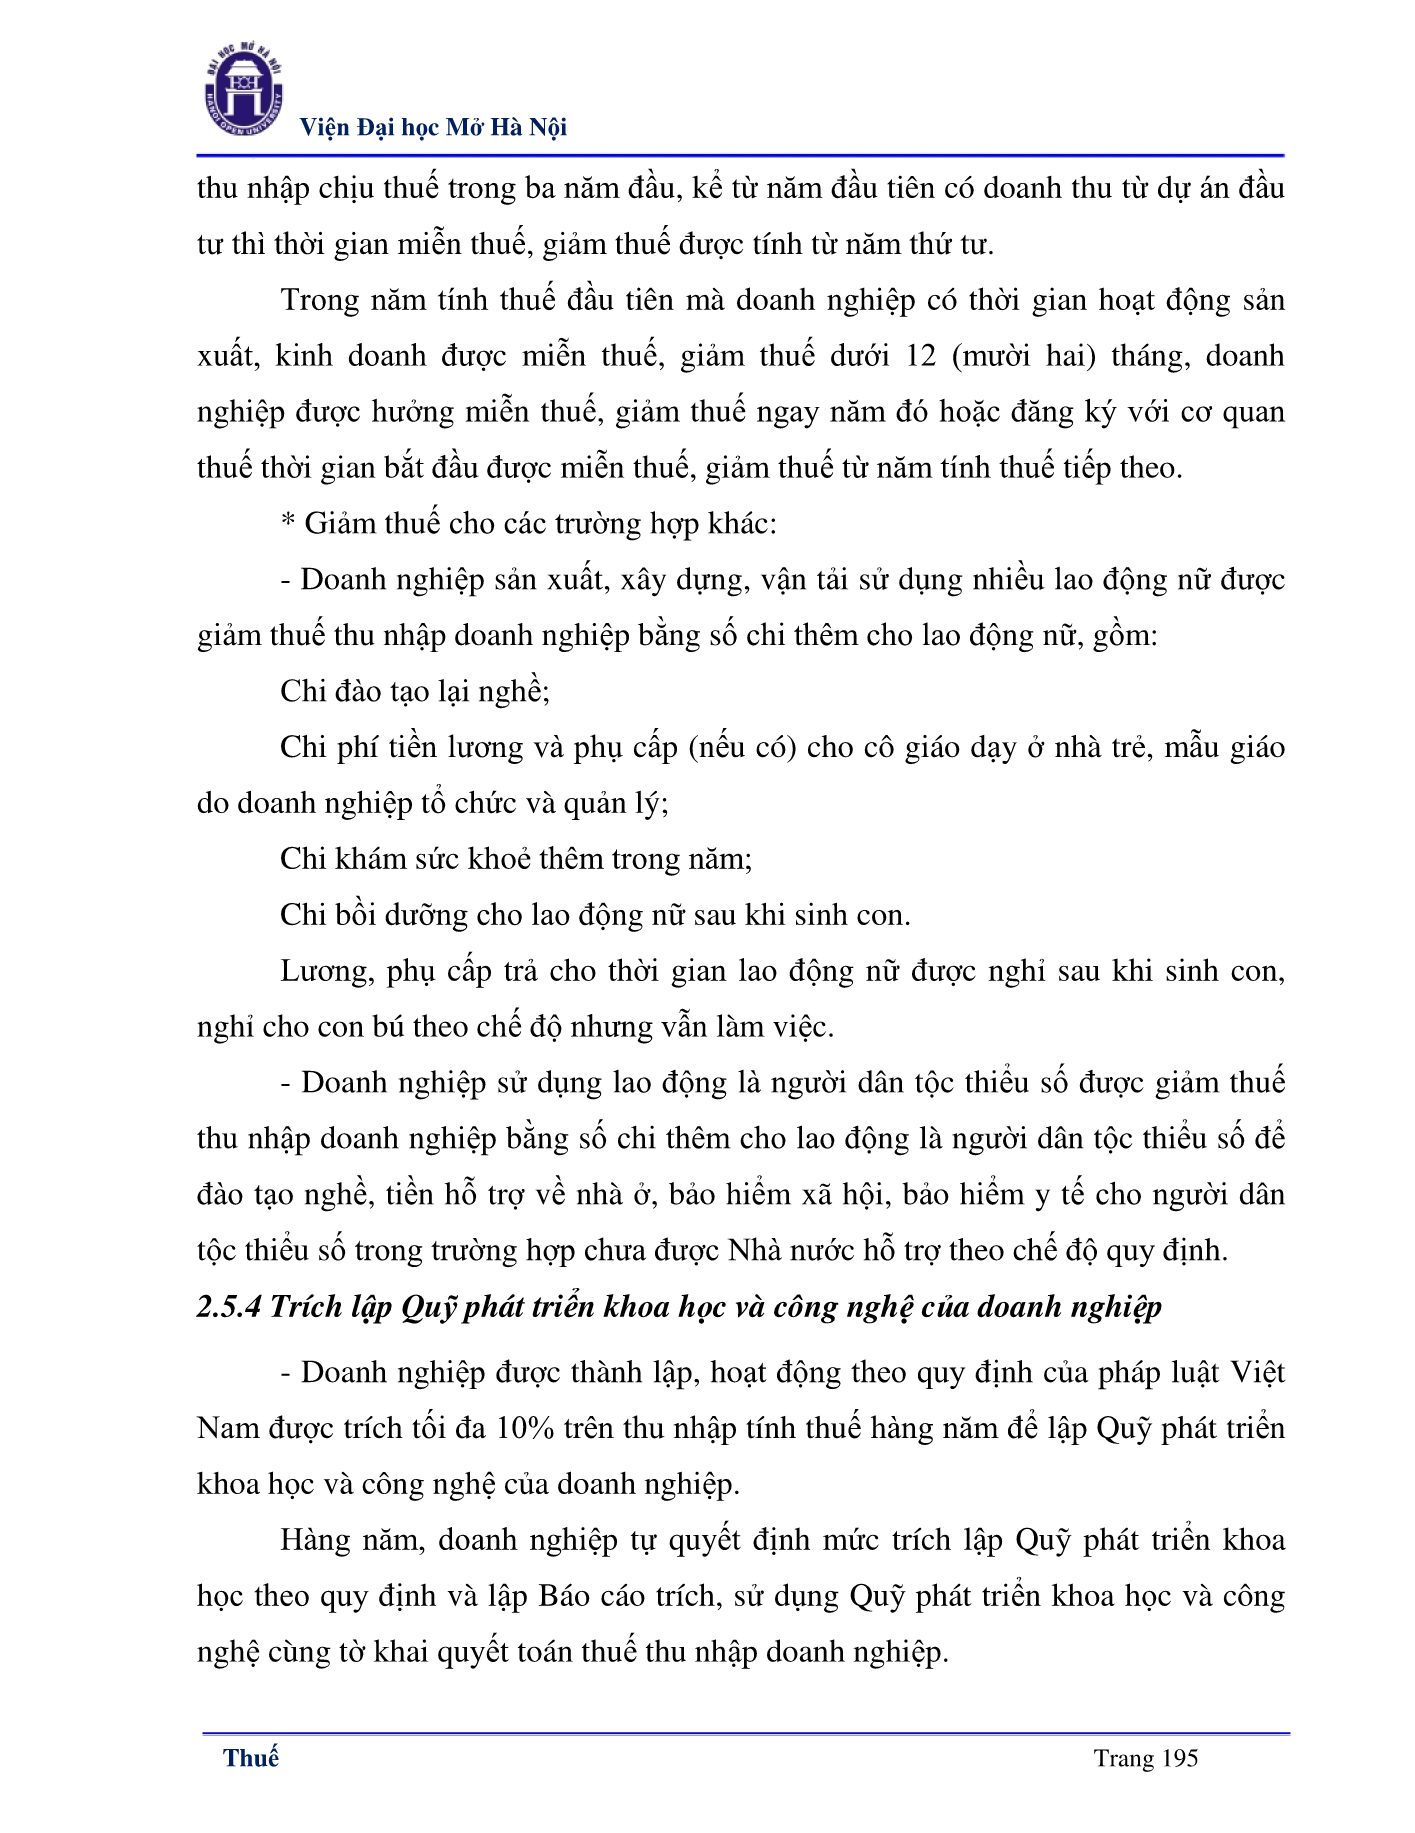 ĐẠI HỌC MỞ HÀ NỘI
HANOI OPEN UNIVERSITY
Viện Đại học Mở Hà Nội
thu nhập chịu thuế trong ba năm đầu, kể từ năm đầu tiên có doanh thu từ dự án đầu
tư thì thời gian miễn thuế, giảm thuế được tính từ năm thứ tư.
Trong năm tính thuế đầu tiên mà doanh nghiệp có thời gian hoạt động sản
xuất, kinh doanh được miễn thuế, giảm thuế dưới 12 (mười hai) tháng, doanh
nghiệp được hưởng miễn thuế, giảm thuế ngay năm đó hoặc đăng ký với cơ quan
thuế thời gian bắt đầu được miễn thuế, giảm thuế từ năm tính thuế tiếp theo.
* Giảm thuế cho các trường hợp khác:
- Doanh nghiệp sản xuất, xây dựng, vận tải sử dụng nhiều lao động nữ được
giảm thuế thu nhập doanh nghiệp bằng số chi thêm cho lao động nữ, gồm:
Chi đào tạo lại nghề;
Chi phí tiền lương và phụ cấp (nếu có) cho cô giáo dạy ở nhà trẻ, mẫu giáo
do doanh nghiệp tổ chức và quản lý;
Chi khám sức khoẻ thêm trong năm;
Chi bồi dưỡng cho lao động nữ sau khi sinh con.
Lương, phụ cấp trả cho thời gian lao động nữ được nghỉ sau khi sinh con,
nghỉ cho con bú theo chế độ nhưng vẫn làm việc.
- Doanh nghiệp sử dụng lao động là người dân tộc thiểu số được giảm thuế
thu nhập doanh nghiệp bằng số chi thêm cho lao động là người dân tộc thiểu số để
đào tạo nghề, tiền hỗ trợ về nhà ở, bảo hiểm xã hội, bảo hiểm y tế cho người dân
tộc thiểu số trong trường hợp chưa được Nhà nước hỗ trợ theo chế độ quy định.
2.5.4 Trích lập Quỹ phát triển khoa học và công nghệ của doanh nghiệp
- Doanh nghiệp được thành lập, hoạt động theo quy định của pháp luật Việt
Nam được trích tối đa 10% trên thu nhập tính thuế hàng năm để lập Quỹ phát triển
khoa học và công nghệ của doanh nghiệp.
Hàng năm, doanh nghiệp tự quyết định mức trích lập Quỹ phát triển khoa
học theo quy định và lập Báo cáo trích, sử dụng Quỹ phát triển khoa học và công
nghệ cùng tờ khai quyết toán thuế thu nhập doanh nghiệp.
Thuế Trang 195